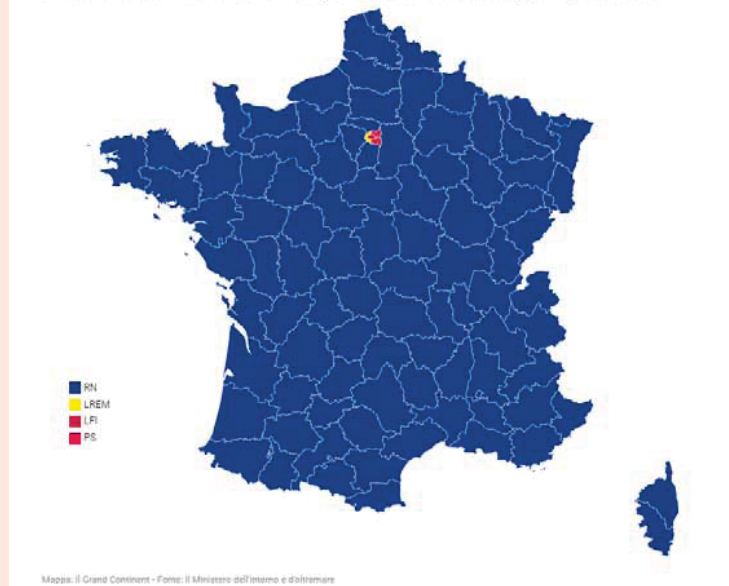 RN
LREM
LFI
PS
Mappa: Il Grand Continent - Fonte: Il Ministero dell'interno e d'oltremare